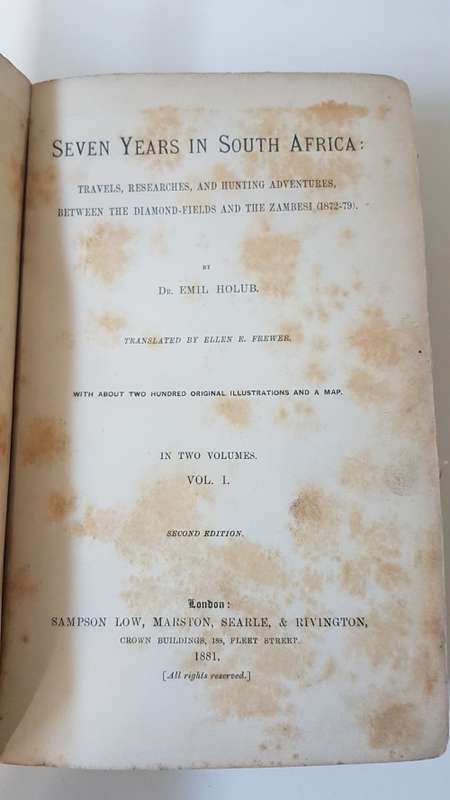 SEVEN YEARS IN SOUTH AFRICA:
TRAVELS, RESEARCHES, AND HUNTING ADVENTURES,
BETWEEN THE DIAMOND-FIELDS AND THE ZAMBESI (1872-79).
BY
DR. EMIL HOLUB.
TRANSLATED BY ELLEN E. FREWER.
WITH ABOUT TWO HUNDRED ORIGINAL ILLUSTRATIONS AND A MAP.
IN TWO VOLUMES.
VOL. I.
SECOND EDITION.
London:
SAMPSON LOW, MARSTON, SEARLE, & RIVINGTON,
CROWN BUILDINGS, 188, FLEET STREET.
1881.
[All rights reserved.]